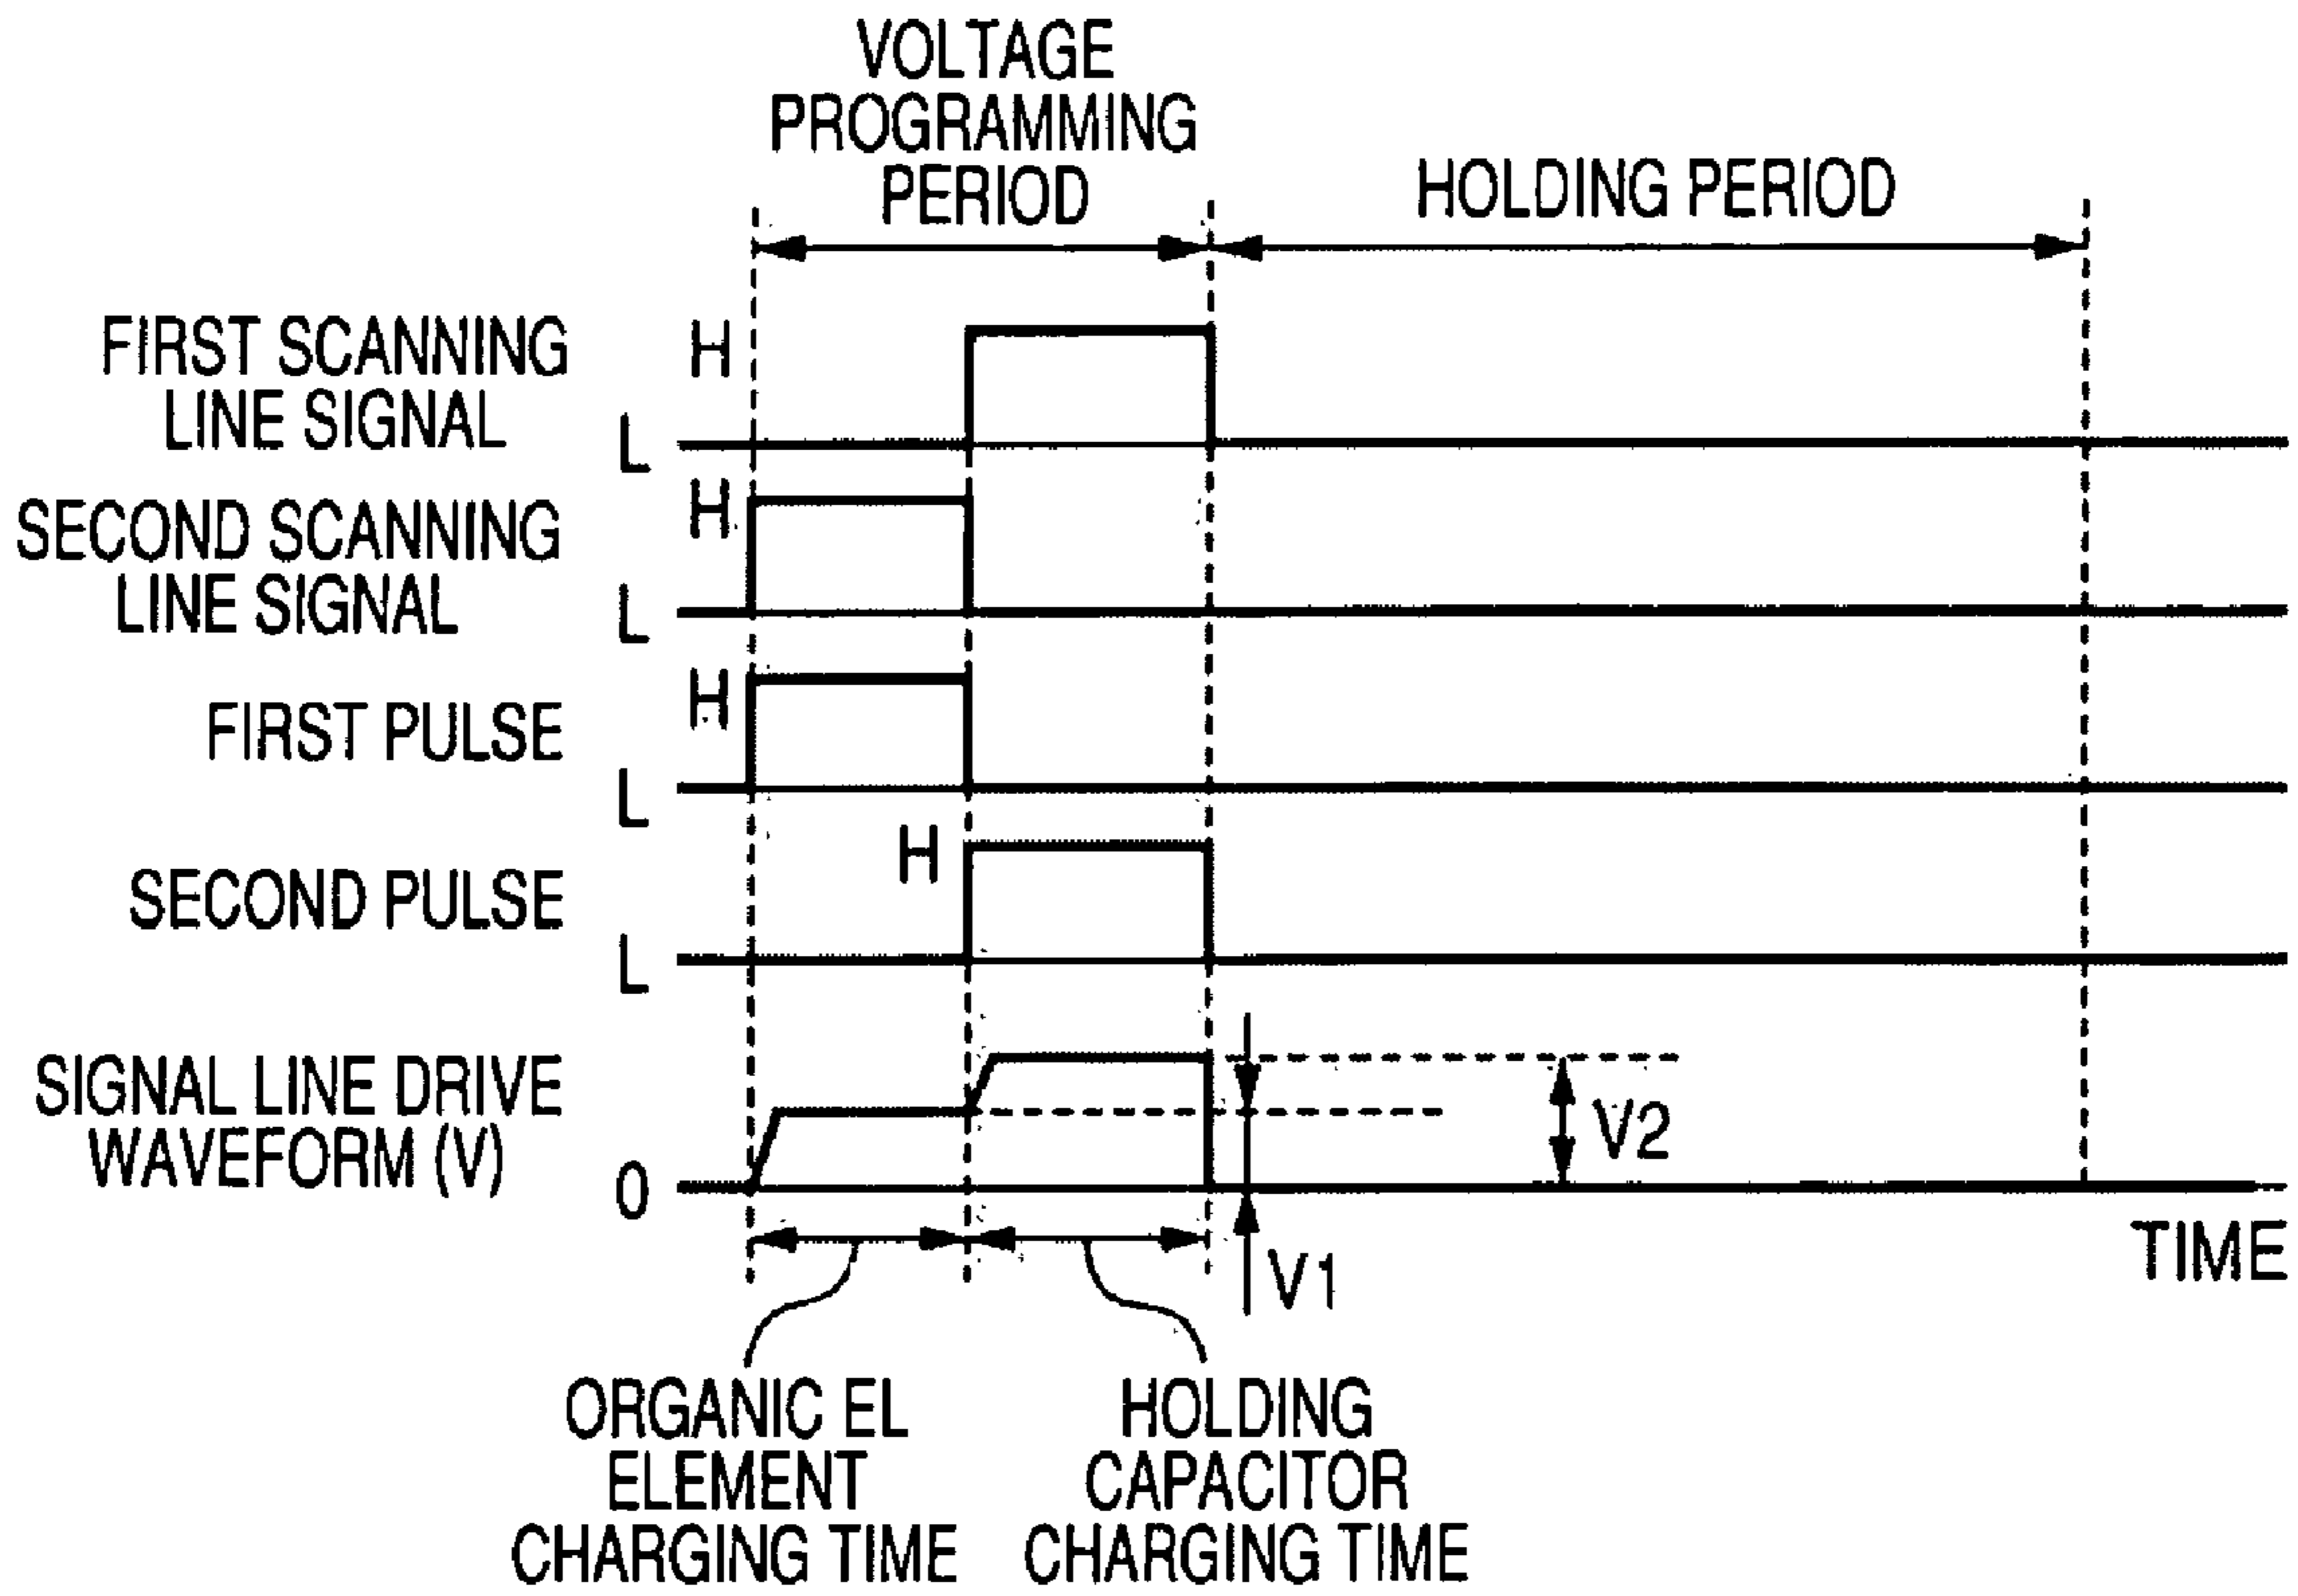 VOLTAGE
PROGRAMMING
PERIOD
HOLDING PERIOD
FIRST SCANNING
LINE SIGNAL
H
L
SECOND SCANNING
LINE SIGNAL
H
L
FIRST PULSE
H
L
SECOND PULSE
H
L
SIGNAL LINE DRIVE
WAVEFORM (V)
0
V2
V1
TIME
ORGANIC EL
ELEMENT
CHARGING TIME
HOLDING
CAPACITOR
CHARGING TIME